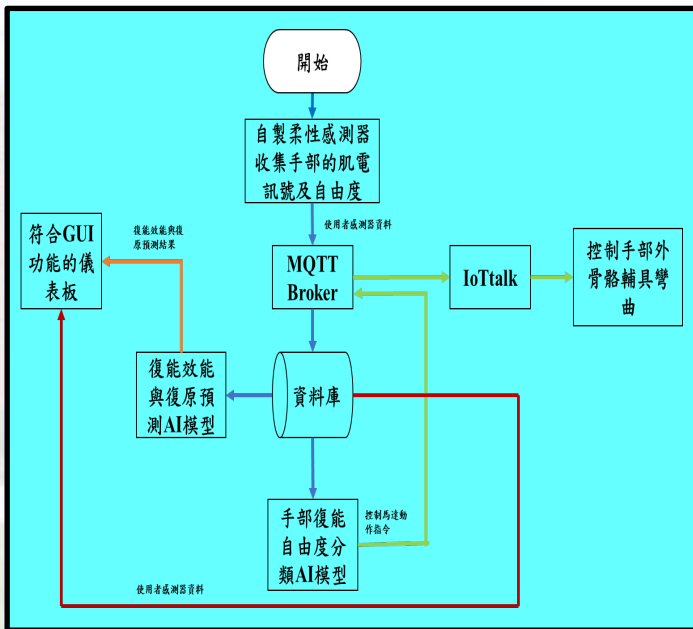 開始
自製柔性感測器
收集手部的肌電
訊號及自由度
使用者感測器資料
復能效能與復
原預測結果
符合GUI
功能的儀
表板
MQTT
Broker
IoTtalk
控制手部外
骨骼輔具彎
曲
復能效能
與復原預
測AI模型
資料庫
手部復能
自由度分
類AI模型
控制馬達動
作指令
使用者感測器資料